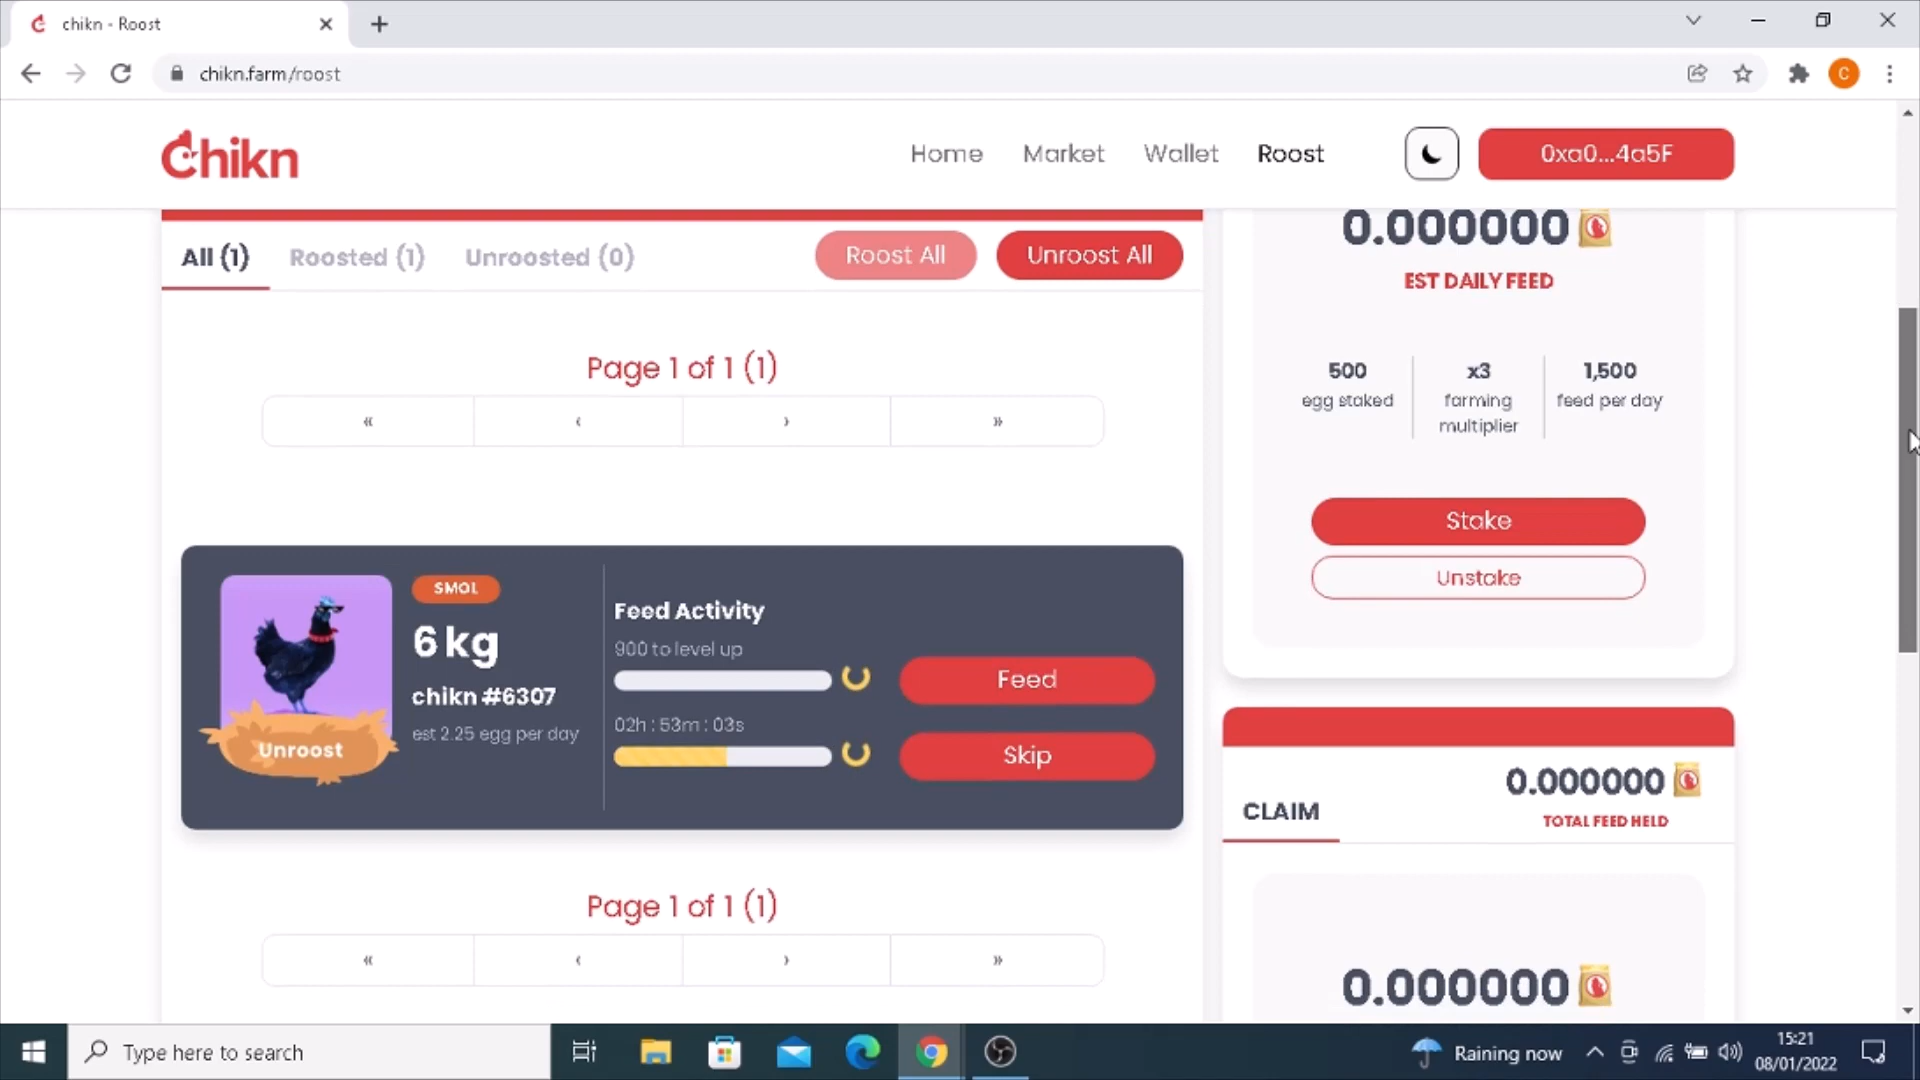 chikn - Roost
chikn.farm/roost
C
Chikn
Home
Market
Wallet
Roost
0xa0...4a5F
All (1)
Roosted (1)
Unroosted (0)
Roost All
Unroost All
Page 1 of 1 (1)
«
‹
›
»
SMOL
6 kg
chikn #6307
est 2.25 egg per day
Unroost
Feed Activity
900 to level up
Feed
02h : 53m : 03s
Skip
Page 1 of 1 (1)
«
‹
›
»
0.000000
EST DAILY FEED
500
egg staked
x3
farming
multiplier
1,500
feed per day
Stake
Unstake
CLAIM
0.000000
TOTAL FEED HELD
0.000000
Type here to search
Raining now
15:21
08/01/2022